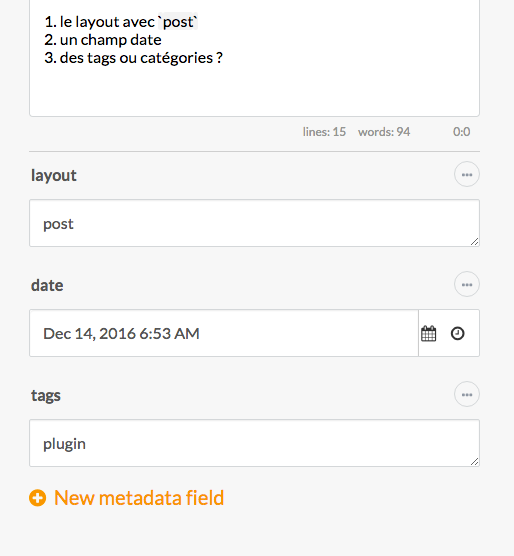 1. le layout avec `post`
2. un champ date
3. des tags ou catégories ?
lines: 15 words: 94 0:0
layout
post
date
Dec 14, 2016 6:53 AM
tags
plugin
New metadata field